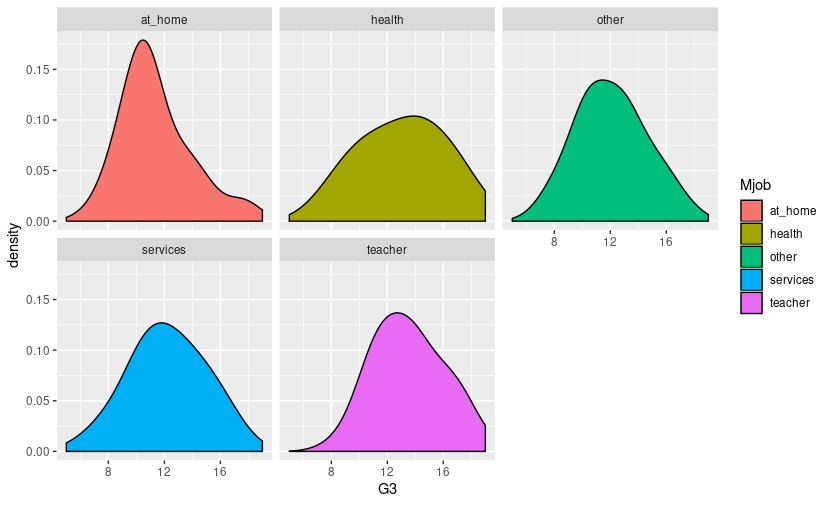 at_home health other
0.15
0.10
0.05
0.00
8 12 16
services teacher
0.15
0.10
0.05
0.00
8 12 16 8 12 16
G3
density
Mjob
at_home
health
other
services
teacher